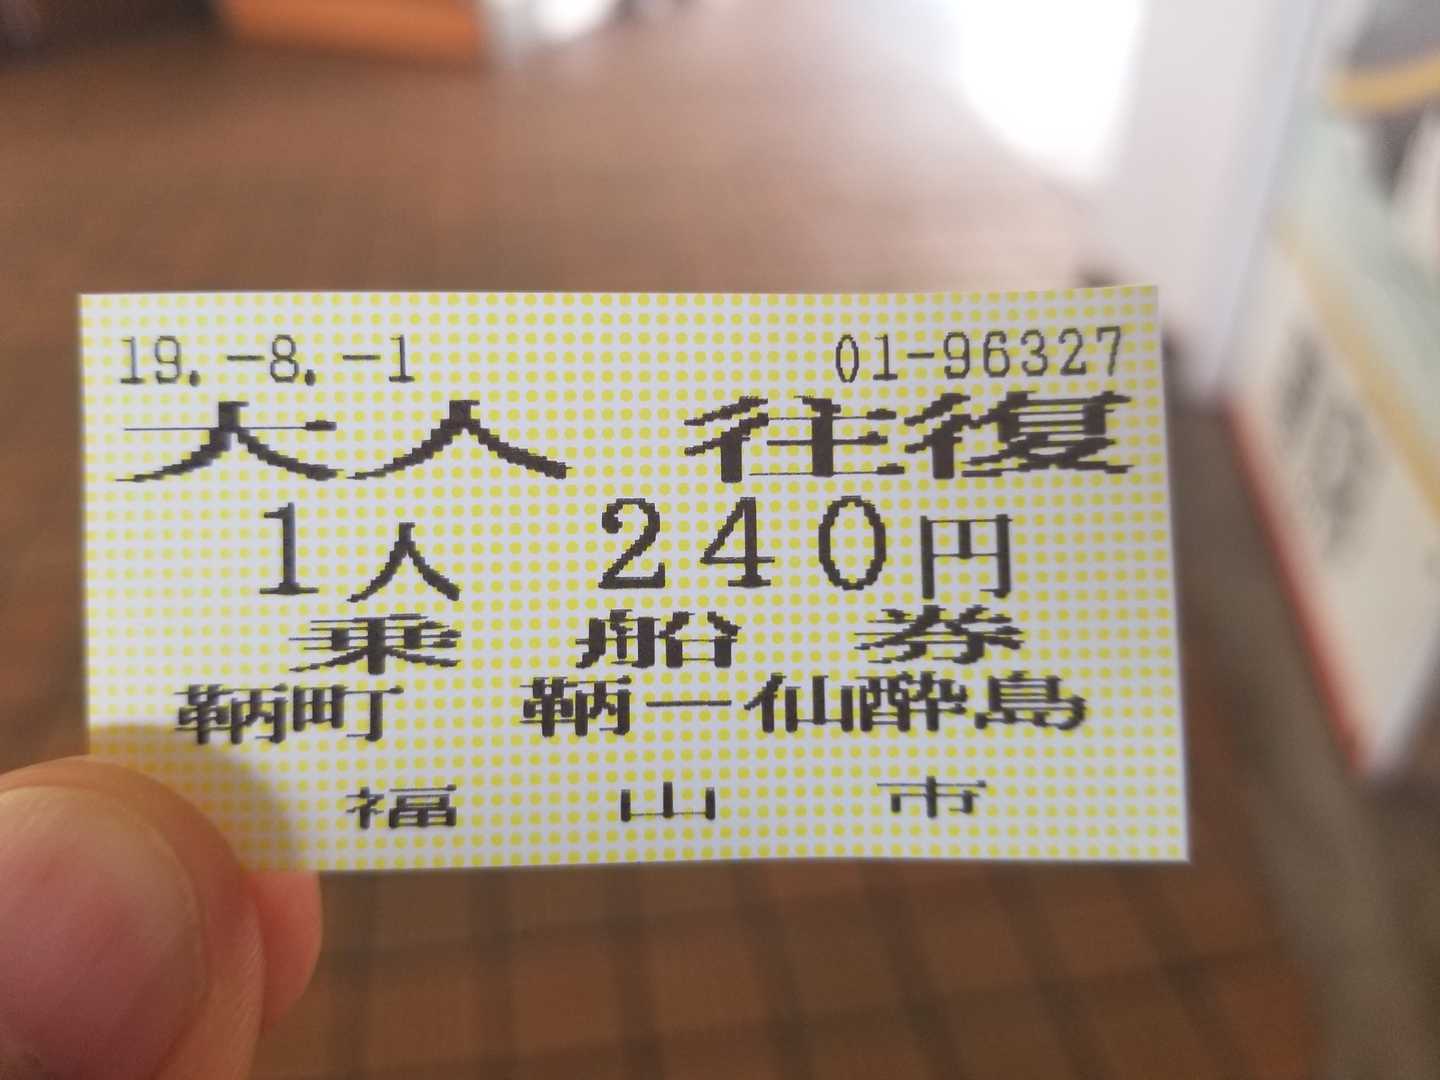 19.-8.-1 01-96327
大人 往復
1人 240円
乗船券
鞆町 鞆ー仙酔島
福山市